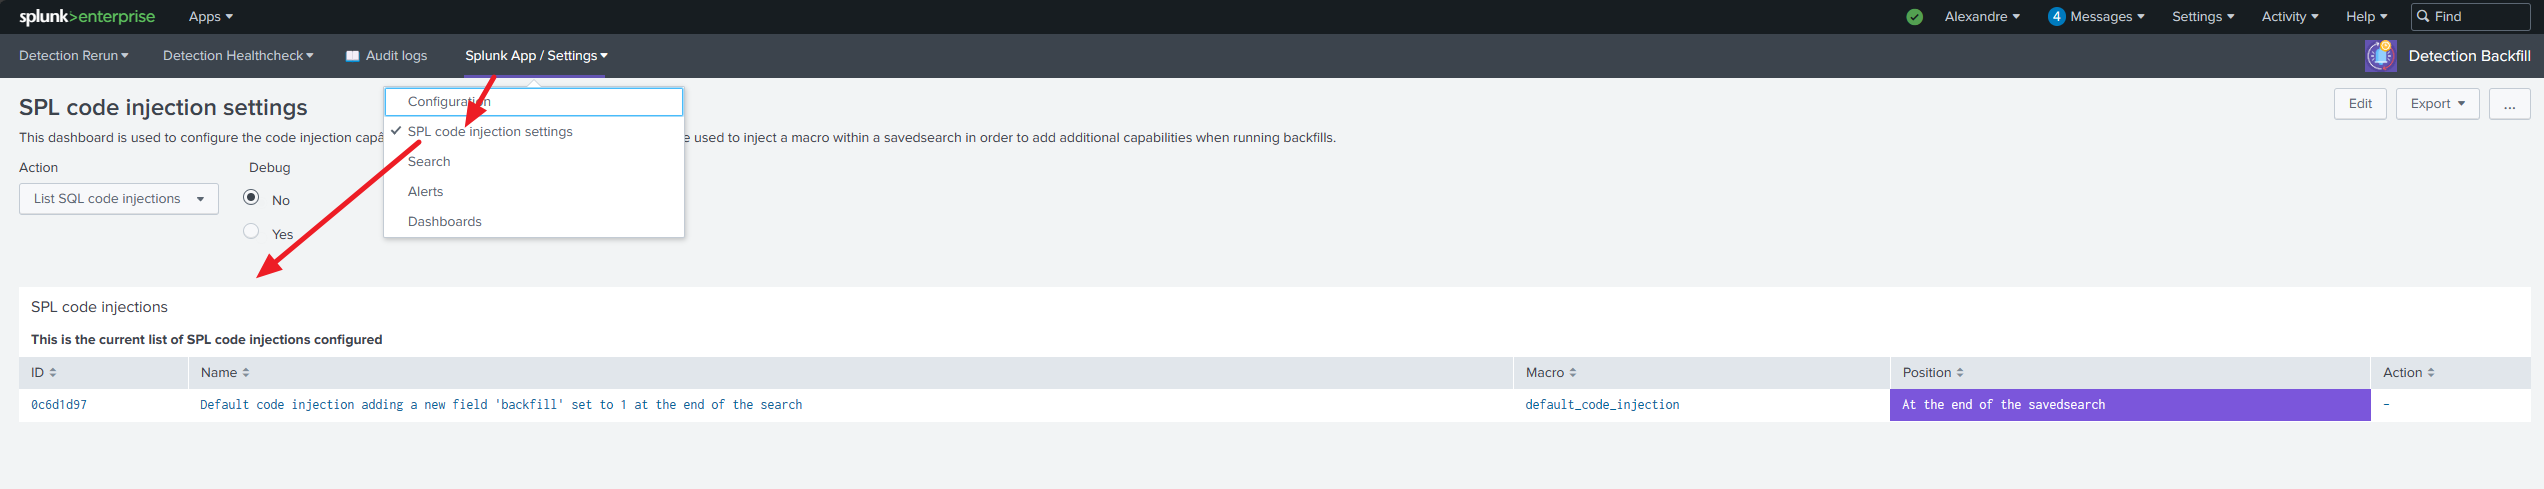 splunk>enterprise Apps Alexandre 4 Messages Settings Activity Help Find
Detection Rerun Detection Healthcheck Audit logs Splunk App / Settings Detection Backfill
SPL code injection settings
Edit Export ...
This dashboard is used to configure the code injection capa used to inject a macro within a savedsearch in order to add additional capabilities when running backfills.
Configuration
SPL code injection settings
Search
Alerts
Dashboards
Action
List SQL code injections
Debug
No
Yes
SPL code injections
This is the current list of SPL code injections configured
ID Name Macro Position Action
0c6d1d97 Default code injection adding a new field 'backfill' set to 1 at the end of the search default_code_injection At the end of the savedsearch -